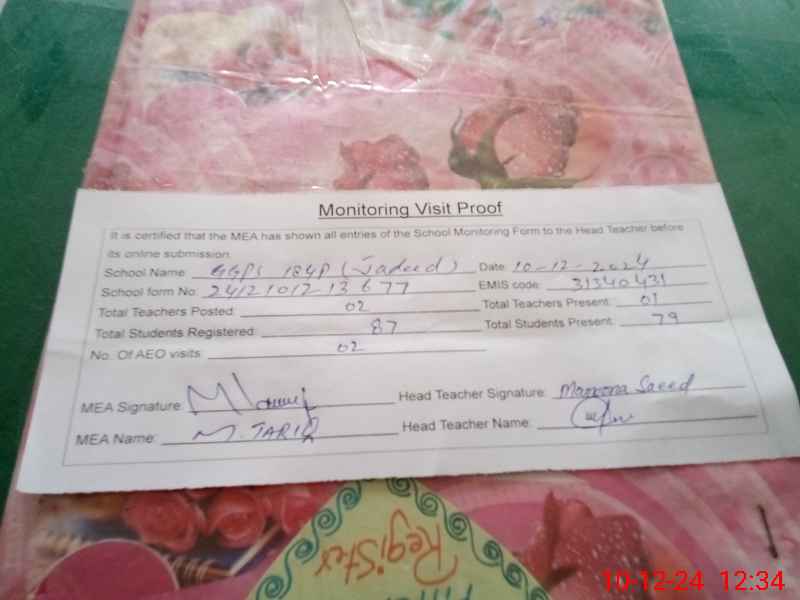 Monitoring Visit Proof
It is certified that the MEA has shown all entries of the School Monitoring Form to the Head Teacher before
its online submission.
School Name GGPS 184P (Jadeed) Date: 10-12-2024
School form No: 241210121 3677 EMIS code: 31340431
Total Teachers Posted: 02 Total Teachers Present: 01
Total Students Registered: 87 Total Students Present: 79
No. Of AEO visits: 02
MEA Signature: Head Teacher Signature: Saeed
MEA Name: M. TARIQ Head Teacher Name:
Register
10-12-24 12:34